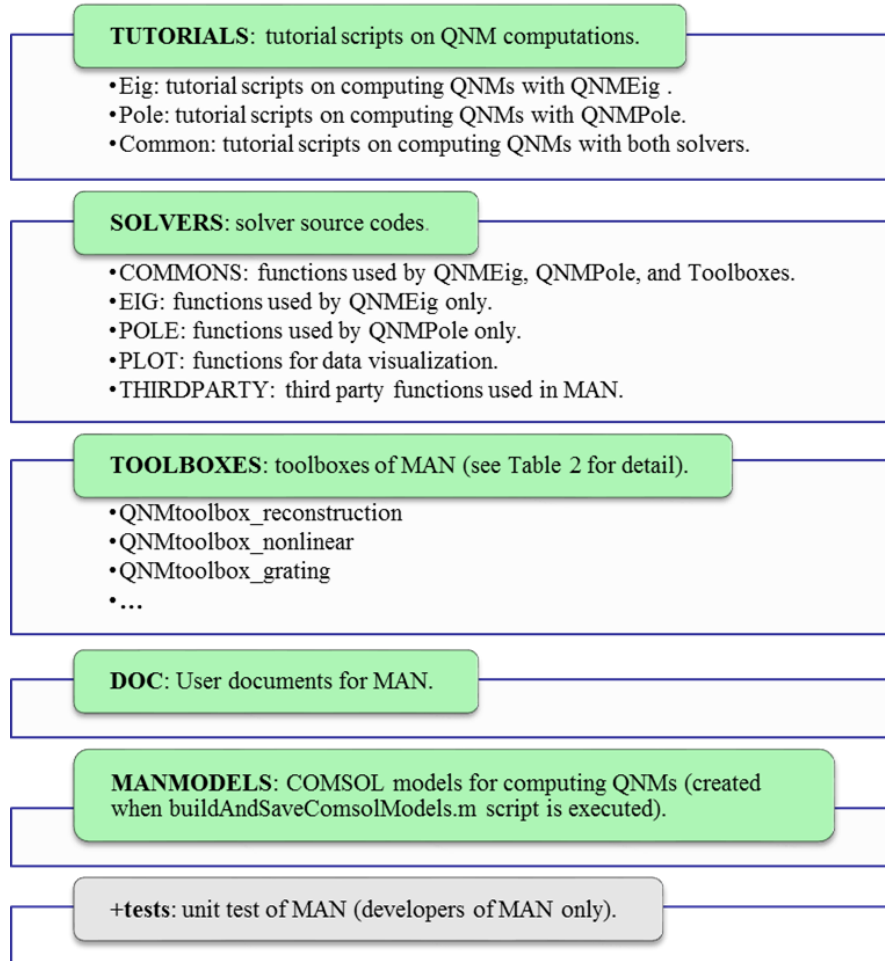 TUTORIALS: tutorial scripts on QNM computations.
•Eig: tutorial scripts on computing QNMs with QNMEig .
•Pole: tutorial scripts on computing QNMs with QNMPole.
•Common: tutorial scripts on computing QNMs with both solvers.
SOLVERS: solver source codes.
•COMMONS: functions used by QNMEig, QNMPole, and Toolboxes.
•EIG: functions used by QNMEig only.
•POLE: functions used by QNMPole only.
•PLOT: functions for data visualization.
•THIRDPARTY: third party functions used in MAN.
TOOLBOXES: toolboxes of MAN (see Table 2 for detail).
•QNMtoolbox_reconstruction
•QNMtoolbox_nonlinear
•QNMtoolbox_grating
•…
DOC: User documents for MAN.
MANMODELS: COMSOL models for computing QNMs (created
when buildAndSaveComsolModels.m script is executed).
+tests: unit test of MAN (developers of MAN only).